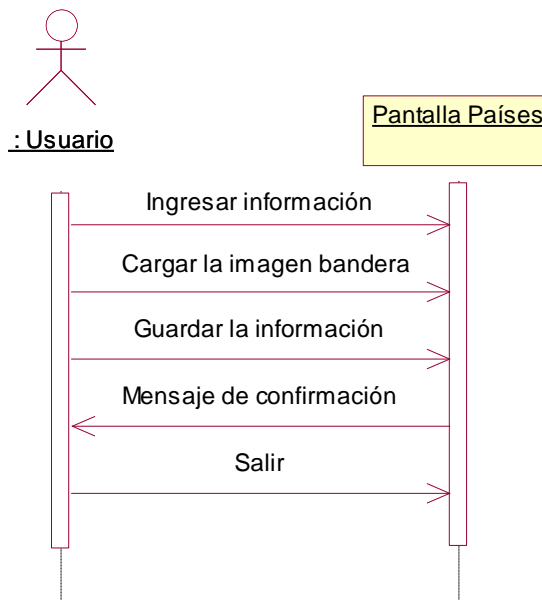 : Usuario
Pantalla Países
Ingresar información
Cargar la imagen bandera
Guardar la información
Mensaje de confirmación
Salir